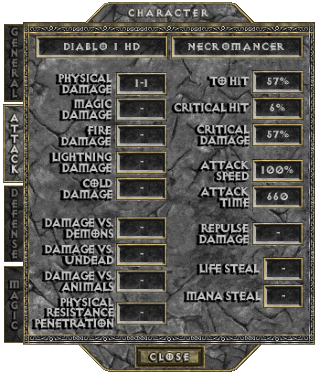 CHARACTER
DIABLO 1 HD
NECROMANCER
GENERAL
ATTACK
DEFENSE
MAGIC
PHYSICAL
DAMAGE
1-1
MAGIC
DAMAGE
-
FIRE
DAMAGE
-
LIGHTNING
DAMAGE
-
COLD
DAMAGE
-
DAMAGE VS.
DEMONS
-
DAMAGE VS.
UNDEAD
-
DAMAGE VS.
ANIMALS
-
PHYSICAL
RESISTANCE
PENETRATION
-
TO HIT
57%
CRITICAL HIT
6%
CRITICAL
DAMAGE
57%
ATTACK
SPEED
100%
ATTACK
TIME
660
REPULSE
DAMAGE
-
LIFE STEAL
-
MANA STEAL
-
CLOSE